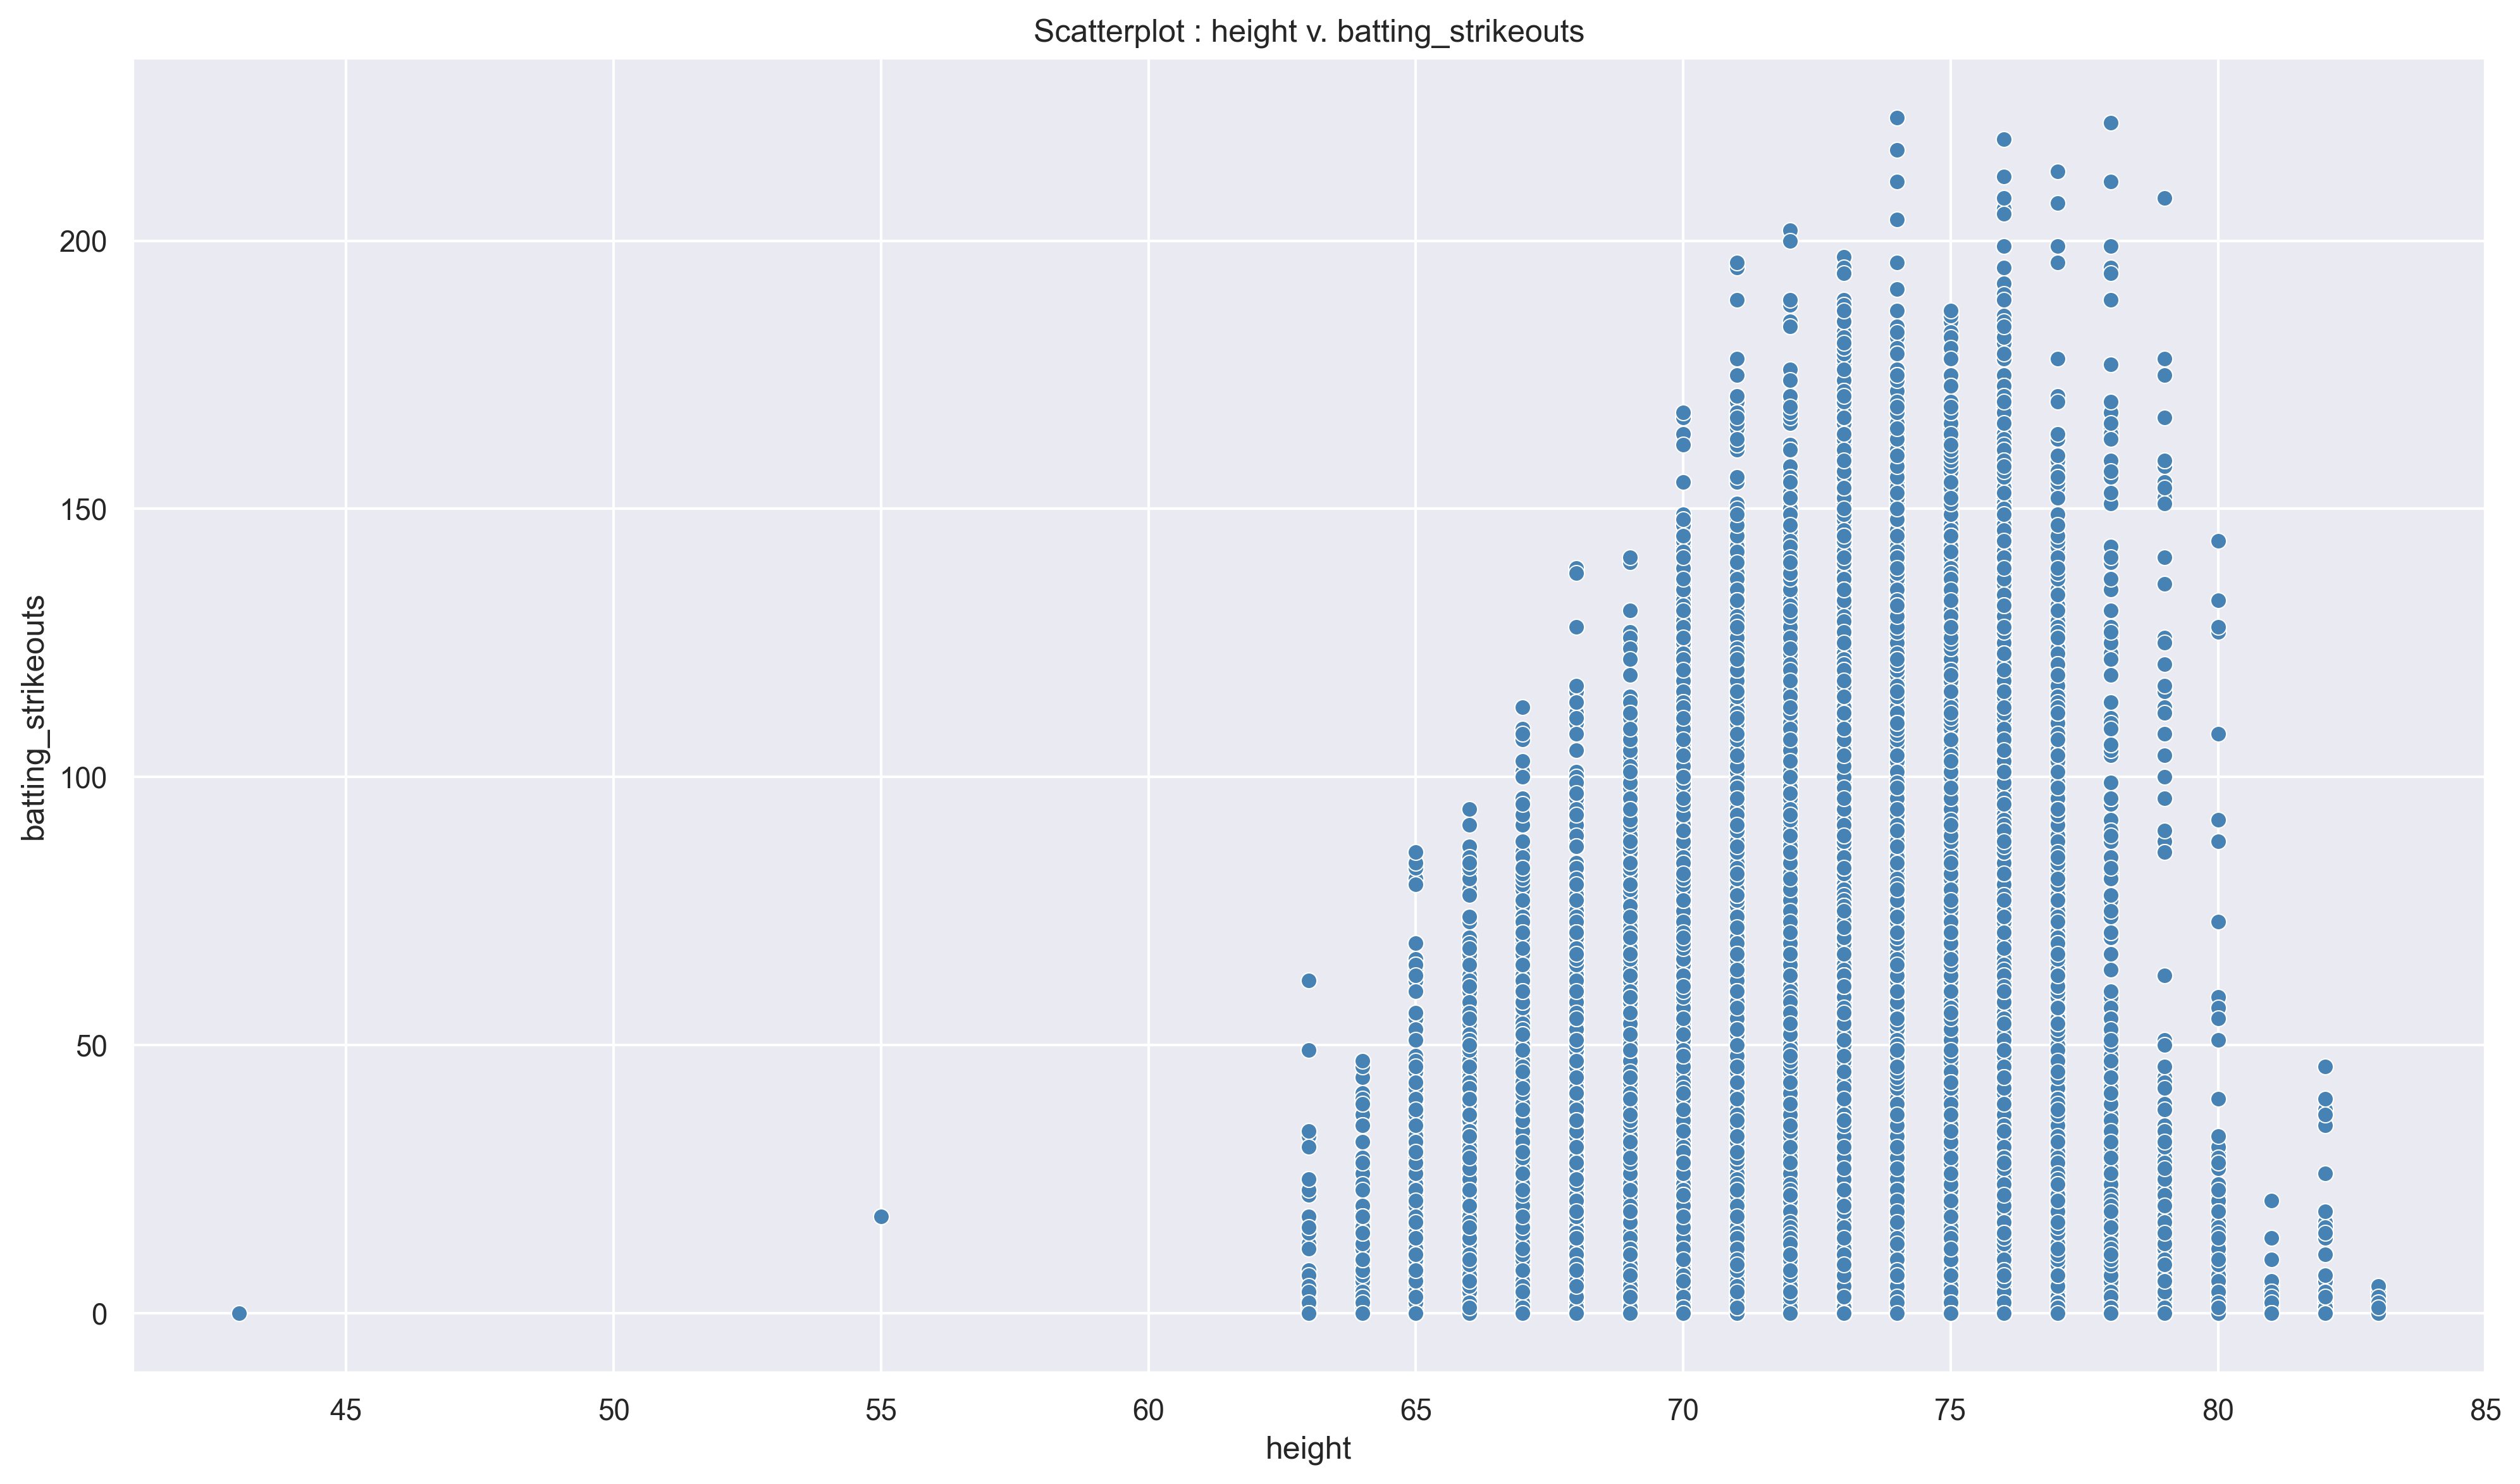 Scatterplot : height v. batting_strikeouts
batting_strikeouts
200
150
100
50
0
45 50 55 60 65 70 75 80 85
height